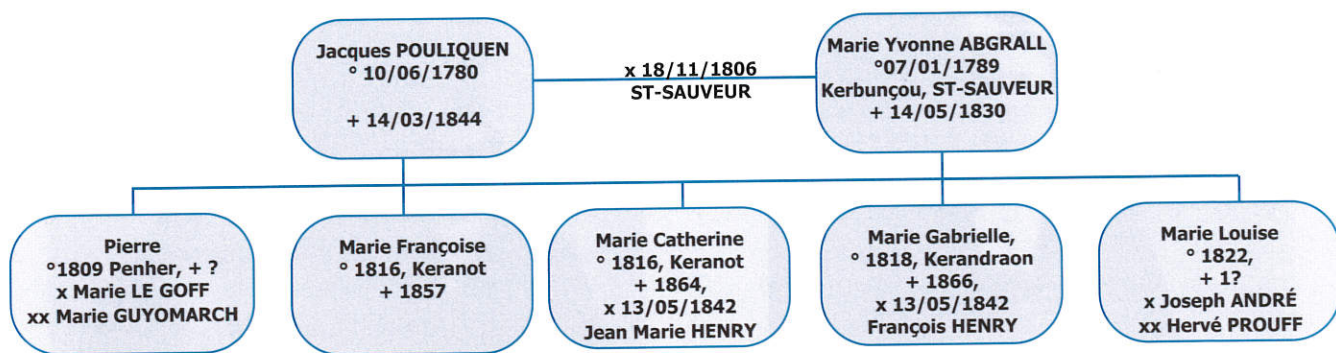 Jacques POULIQUEN
° 10/06/1780
+ 14/03/1844
x 18/11/1806
ST-SAUVEUR
Marie Yvonne ABGRALL
°07/01/1789
Kerbunçou, ST-SAUVEUR
+ 14/05/1830
Pierre
°1809 Penher, + ?
x Marie LE GOFF
xx Marie GUYOMARCH
Marie Françoise
° 1816, Keranot
+ 1857
Marie Catherine
° 1816, Keranot
+ 1864,
x 13/05/1842
Jean Marie HENRY
Marie Gabrielle,
° 1818, Kerandraon
+ 1866,
x 13/05/1842
François HENRY
Marie Louise
° 1822,
+ 1?
x Joseph ANDRÉ
xx Hervé PROUFF